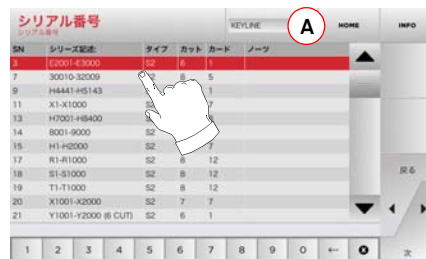 シリアル番号
シリアル番号
KEYLINE
A
HOME
INFO
SN シリーズ記述: タイプ カット カード ノーツ
3 E2001-E3000 S2 6 1
7 30010-32009 6 5
9 H4441-H5143
11 X1-X1000 7
13 H7001-H8400
14 8001-9000 S2
15 H1-H2000 S2 7
17 R1-R1000 S2 8 12
18 S1-S1000 S2 8 12
19 T1-T1000 S2 8 12
20 X1001-X2000 S2 7 7
21 Y1001-Y2000 (6 CUT) S2 6 1
戻る
1 2 3 4 5 6 7 8 9 0 ←
次